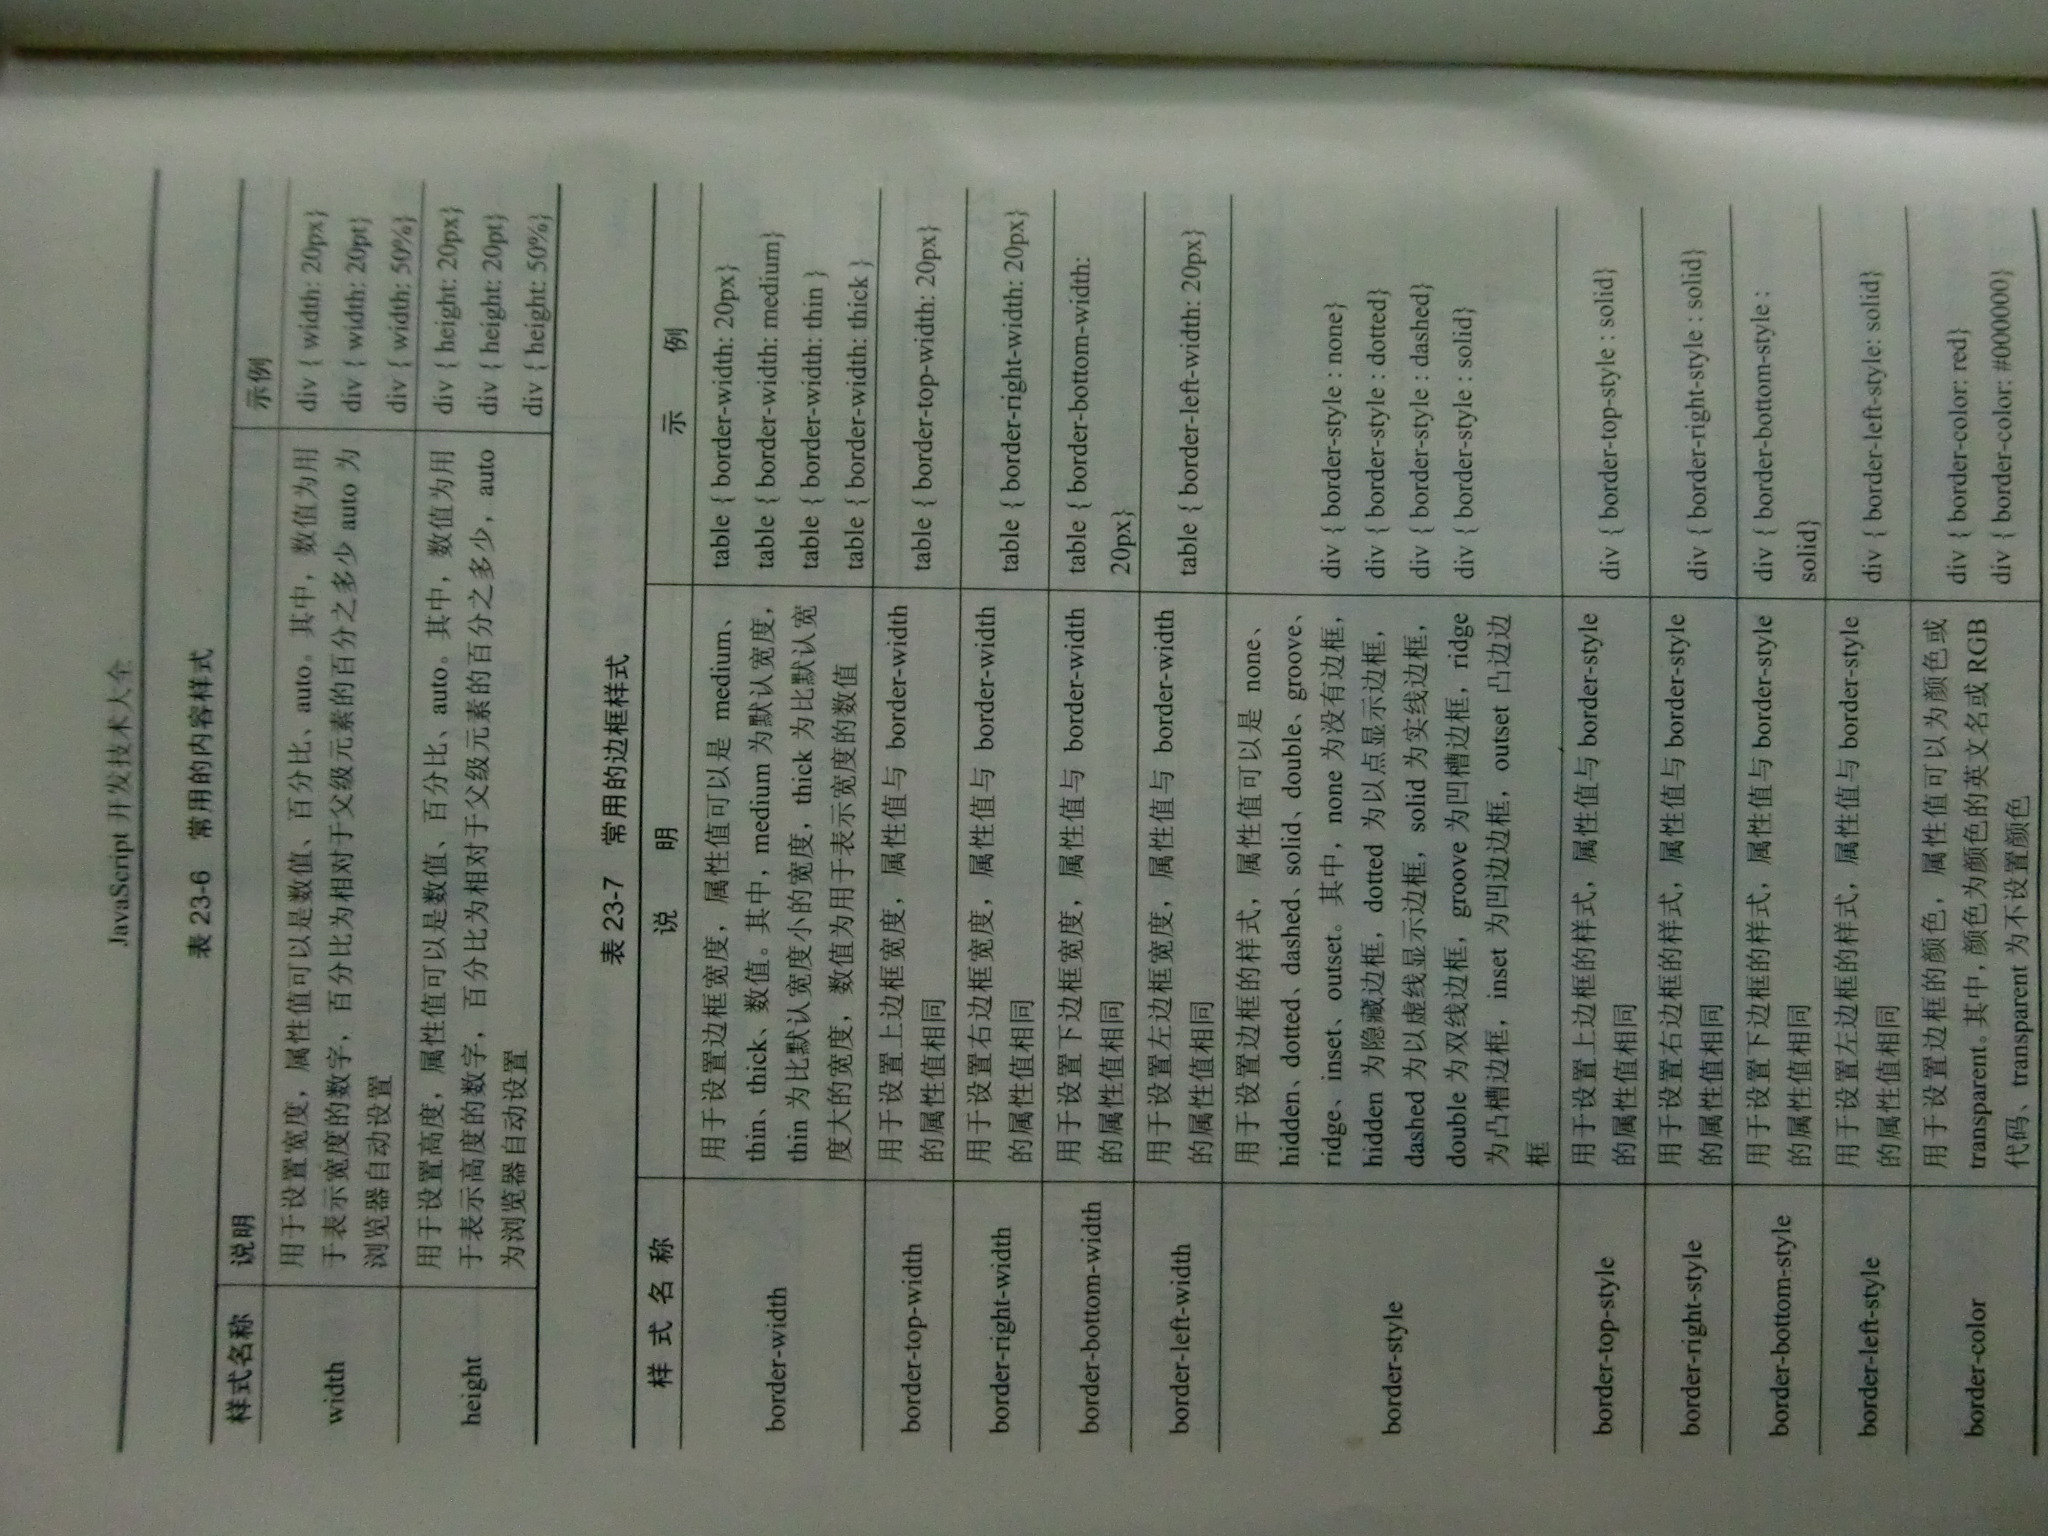 JavaScript 开发技术大全
表 23-6 常用的内容样式
样式名称 说明 示例
width
用于设置宽度，属性值可以是数值、百分比、auto。其中，数值为用
于表示宽度的数字，百分比为相对于父级元素的百分之多少 auto 为
浏览器自动设置
div { width: 20px}
div { width: 20pt}
div { width: 50%}
height
用于设置高度，属性值可以是数值、百分比、auto。其中，数值为用
于表示高度的数字，百分比为相对于父级元素的百分之多少，auto
为浏览器自动设置
div { height: 20px}
div { height: 20pt}
div { height: 50%}
表 23-7 常用的边框样式
样 式 名 称 说 明 示 例
border-width
用于设置边框宽度，属性值可以是 medium、
thin、thick、数值。其中，medium 为默认宽度，
thin 为比默认宽度小的宽度，thick 为比默认宽
度大的宽度，数值为用于表示宽度的数值
table { border-width: 20px}
table { border-width: medium}
table { border-width: thin }
table { border-width: thick }
border-top-width
用于设置上边框宽度，属性值与 border-width
的属性值相同
table { border-top-width: 20px}
border-right-width
用于设置右边框宽度，属性值与 border-width
的属性值相同
table { border-right-width: 20px}
border-bottom-width
用于设置下边框宽度，属性值与 border-width
的属性值相同
table { border-bottom-width:
20px}
border-left-width
用于设置左边框宽度，属性值与 border-width
的属性值相同
table { border-left-width: 20px}
border-style
用于设置边框的样式，属性值可以是 none、
hidden、dotted、dashed、solid、double、groove、
ridge、inset、outset。其中，none 为没有边框，
hidden 为隐藏边框，dotted 为以点显示边框，
dashed 为以虚线显示边框，solid 为实线边框，
double 为双线边框，groove 为凹槽边框，ridge
为凸槽边框，inset 为凹边边框，outset 凸边边
框
div { border-style : none}
div { border-style : dotted}
div { border-style : dashed}
div { border-style : solid}
border-top-style
用于设置上边框的样式，属性值与 border-style
的属性值相同
div { border-top-style : solid}
border-right-style
用于设置右边框的样式，属性值与 border-style
的属性值相同
div { border-right-style : solid}
border-bottom-style
用于设置下边框的样式，属性值与 border-style
的属性值相同
div { border-bottom-style :
solid}
border-left-style
用于设置左边框的样式，属性值与 border-style
的属性值相同
div { border-left-style: solid}
border-color
用于设置边框的颜色，属性值可以为颜色或
transparent。其中，颜色为颜色的英文名或 RGB
代码、transparent 为不设置颜色
div { border-color: red}
div { border-color: #000000}